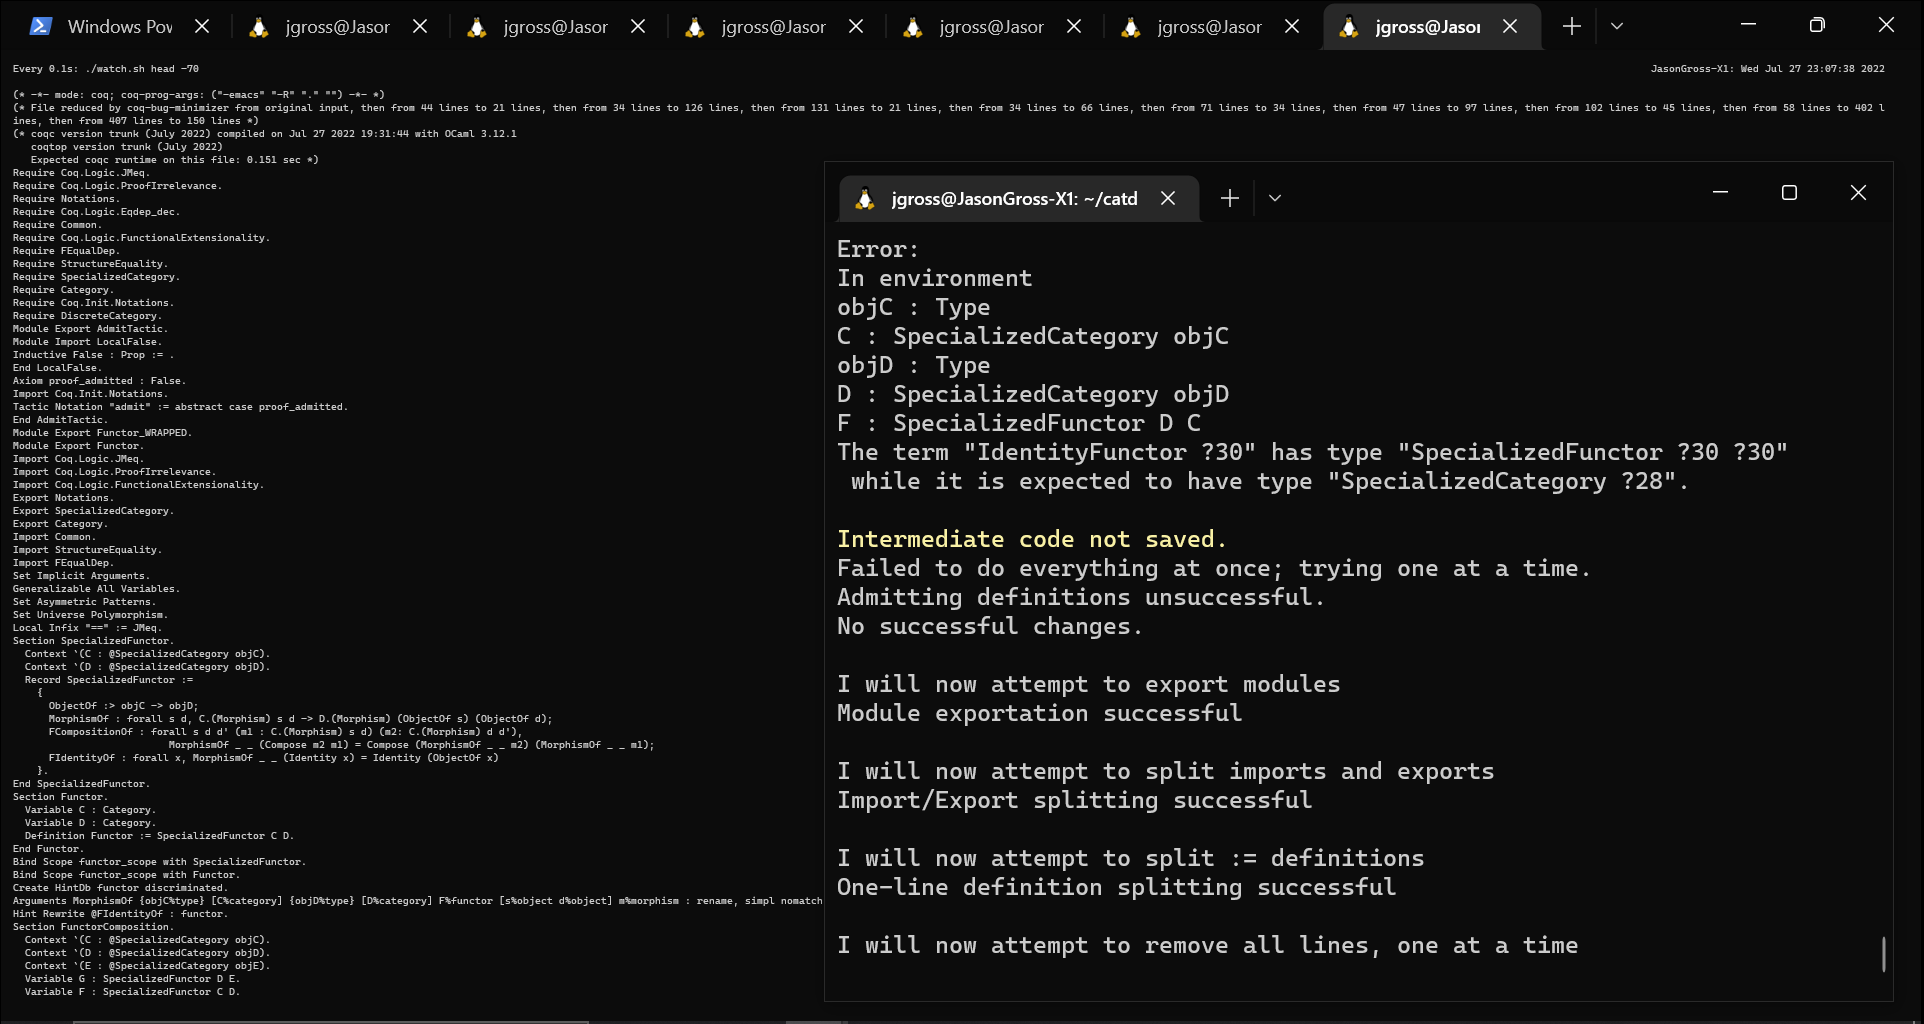 Windows Pov
jgross@Jasor
jgross@Jasor
jgross@Jasor
jgross@Jasor
jgross@Jasor
jgross@Jasor
Every 0.1s: ./watch.sh head -70
JasonGross-X1: Wed Jul 27 23:07:38 2022
(* -*- mode: coq; coq-prog-args: ("-emacs" "-R" "." "") -*- *)
(* File reduced by coq-bug-minimizer from original input, then from 44 lines to 21 lines, then from 34 lines to 126 lines, then from 131 lines to 21 lines, then from 34 lines to 66 lines, then from 71 lines to 34 lines, then from 47 lines to 97 lines, then from 102 lines to 45 lines, then from 58 lines to 402 l
ines, then from 407 lines to 150 lines *)
(* coqc version trunk (July 2022) compiled on Jul 27 2022 19:31:44 with OCaml 3.12.1
coqtop version trunk (July 2022)
Expected coqc runtime on this file: 0.151 sec *)
Require Coq.Logic.JMeq.
Require Coq.Logic.ProofIrrelevance.
Require Notations.
Require Coq.Logic.Eqdep_dec.
Require Common.
Require Coq.Logic.FunctionalExtensionality.
Require FEqualDep.
Require StructureEquality.
Require SpecializedCategory.
Require Category.
Require Coq.Init.Notations.
Require DiscreteCategory.
Module Export AdmitTactic.
Module Import LocalFalse.
Inductive False : Prop := .
End LocalFalse.
Axiom proof_admitted : False.
Import Coq.Init.Notations.
Tactic Notation "admit" := abstract case proof_admitted.
End AdmitTactic.
Module Export Functor_WRAPPED.
Module Export Functor.
Import Coq.Logic.JMeq.
Import Coq.Logic.ProofIrrelevance.
Import Coq.Logic.FunctionalExtensionality.
Export Notations.
Export SpecializedCategory.
Export Category.
Import Common.
Import StructureEquality.
Import FEqualDep.
Set Implicit Arguments.
Generalizable All Variables.
Set Asymmetric Patterns.
Set Universe Polymorphism.
Local Infix "==" := JMeq.
Section SpecializedFunctor.
Context `(C : @SpecializedCategory objC).
Context `(D : @SpecializedCategory objD).
Record SpecializedFunctor :=
{
ObjectOf :> objC -> objD;
MorphismOf : forall s d, C.(Morphism) s d -> D.(Morphism) (ObjectOf s) (ObjectOf d);
FCompositionOf : forall s d d' (m1 : C.(Morphism) s d) (m2: C.(Morphism) d d'),
MorphismOf _ _ (Compose m2 m1) = Compose (MorphismOf _ _ m2) (MorphismOf _ _ m1);
FIdentityOf : forall x, MorphismOf _ _ (Identity x) = Identity (ObjectOf x)
}.
End SpecializedFunctor.
Section Functor.
Variable C : Category.
Variable D : Category.
Definition Functor := SpecializedFunctor C D.
End Functor.
Bind Scope functor_scope with SpecializedFunctor.
Bind Scope functor_scope with Functor.
Create HintDb functor discriminated.
Arguments MorphismOf {objC%type} [C%category] {objD%type} [D%category] F%functor [s%object d%object] m%morphism : rename, simpl nomatch
Hint Rewrite @FIdentityOf : functor.
Section FunctorComposition.
Context `(C : @SpecializedCategory objC).
Context `(D : @SpecializedCategory objD).
Context `(E : @SpecializedCategory objE).
Variable G : SpecializedFunctor D E.
Variable F : SpecializedFunctor C D.
jgross@JasonGross-X1: ~/catd
Error:
In environment
objC : Type
C : SpecializedCategory objC
objD : Type
D : SpecializedCategory objD
F : SpecializedFunctor D C
The term "IdentityFunctor ?30" has type "SpecializedFunctor ?30 ?30"
while it is expected to have type "SpecializedCategory ?28".
Intermediate code not saved.
Failed to do everything at once; trying one at a time.
Admitting definitions unsuccessful.
No successful changes.
I will now attempt to export modules
Module exportation successful
I will now attempt to split imports and exports
Import/Export splitting successful
I will now attempt to split := definitions
One-line definition splitting successful
I will now attempt to remove all lines, one at a time